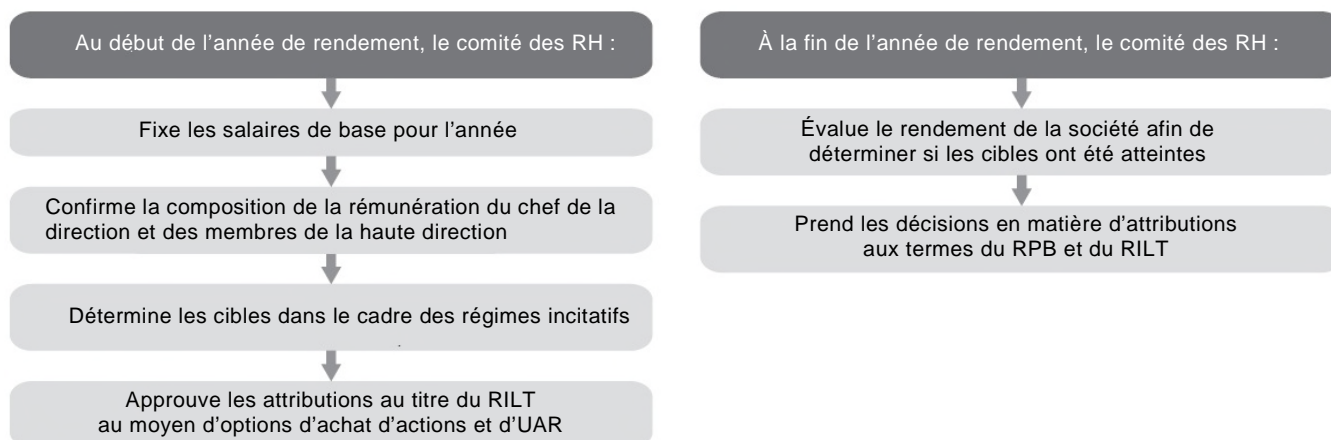 Au début de l’année de rendement, le comité des RH :
Fixe les salaires de base pour l’année
Confirme la composition de la rémunération du chef de la
direction et des membres de la haute direction
Détermine les cibles dans le cadre des régimes incitatifs
Approuve les attributions au titre du RILT
au moyen d’options d’achat d’actions et d’UAR
À la fin de l’année de rendement, le comité des RH :
Évalue le rendement de la société afin de
déterminer si les cibles ont été atteintes
Prend les décisions en matière d’attributions
aux termes du RPB et du RILT